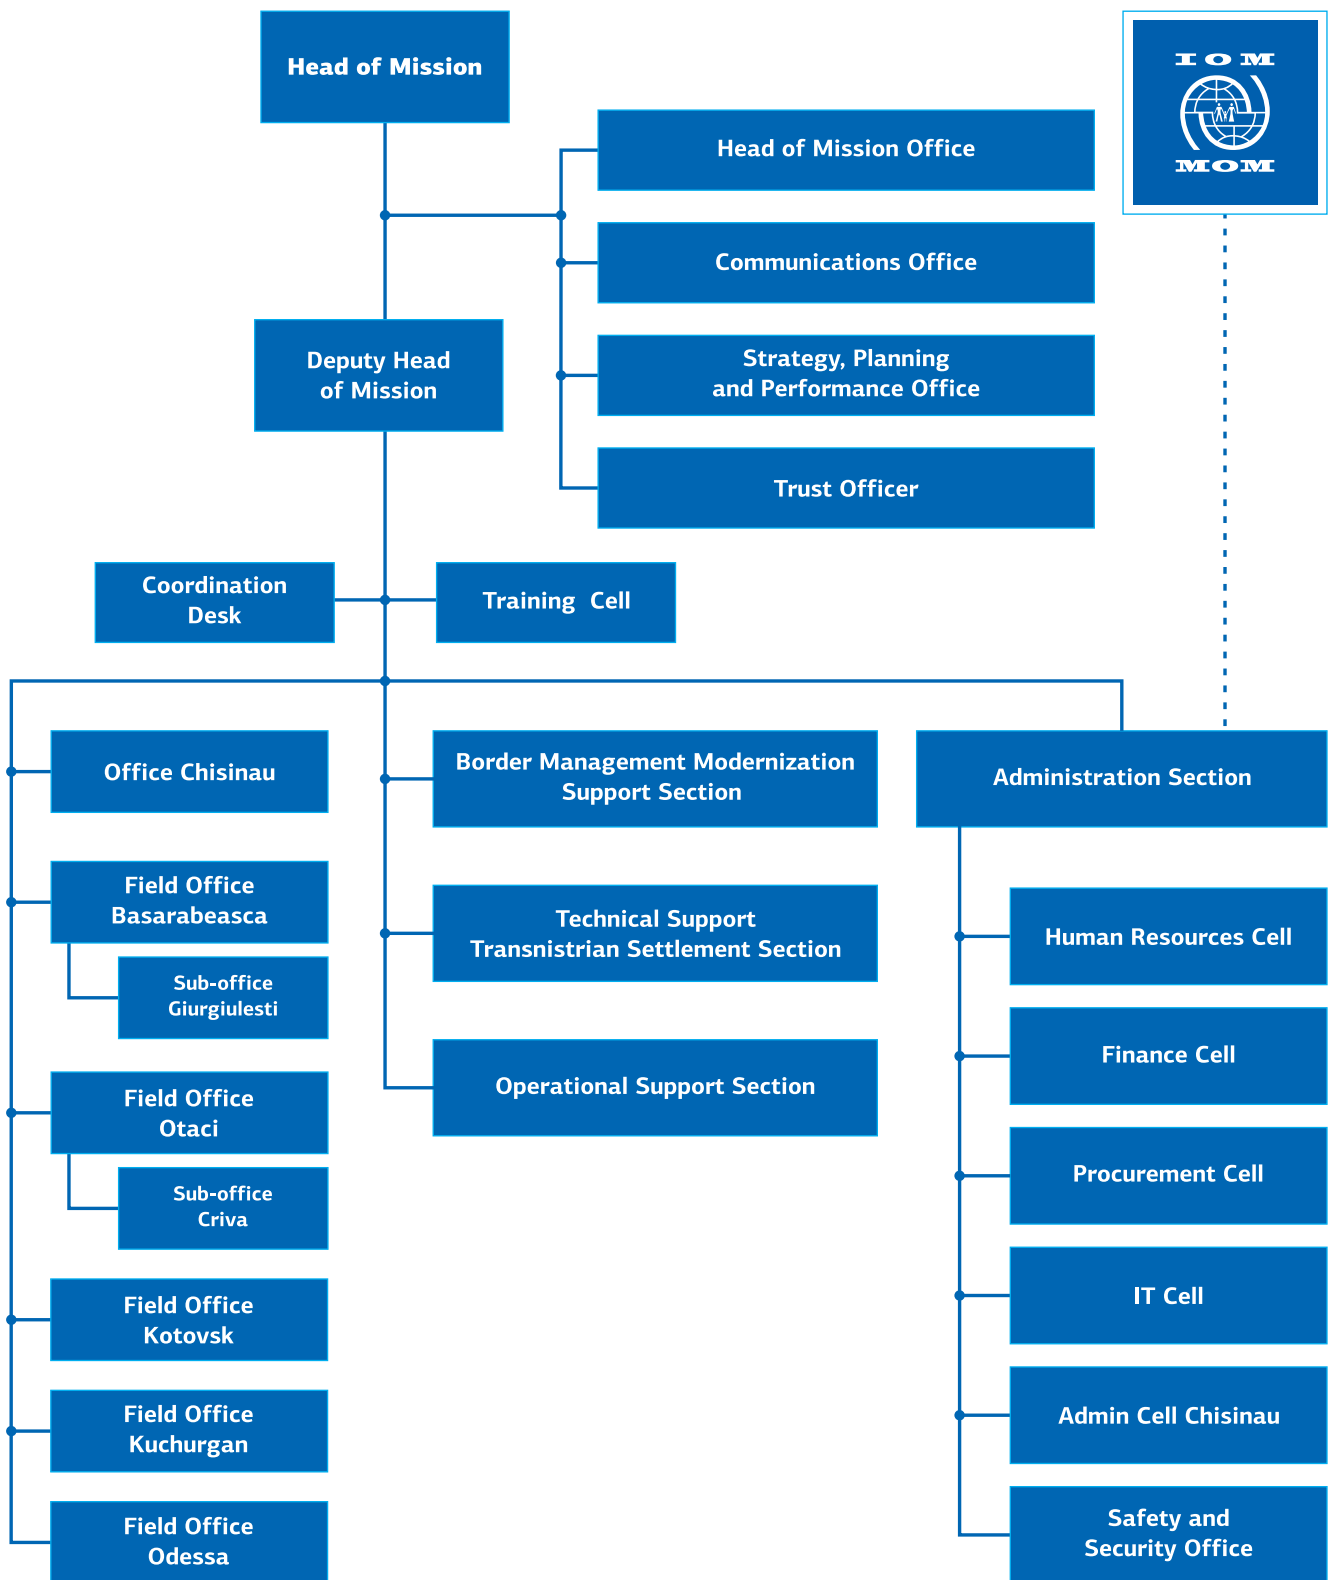 Head of Mission
IOM
MOM
Head of Mission Office
Communications Office
Deputy Head
of Mission
Strategy, Planning
and Performance Office
Trust Officer
Coordination
Desk
Training Cell
Office Chisinau
Field Office
Basarabeasca
Sub-office
Giurgiulesti
Field Office
Otaci
Sub-office
Criva
Field Office
Kotovsk
Field Office
Kuchurgan
Field Office
Odessa
Border Management Modernization
Support Section
Technical Support
Transnistrian Settlement Section
Operational Support Section
Administration Section
Human Resources Cell
Finance Cell
Procurement Cell
IT Cell
Admin Cell Chisinau
Safety and
Security Office